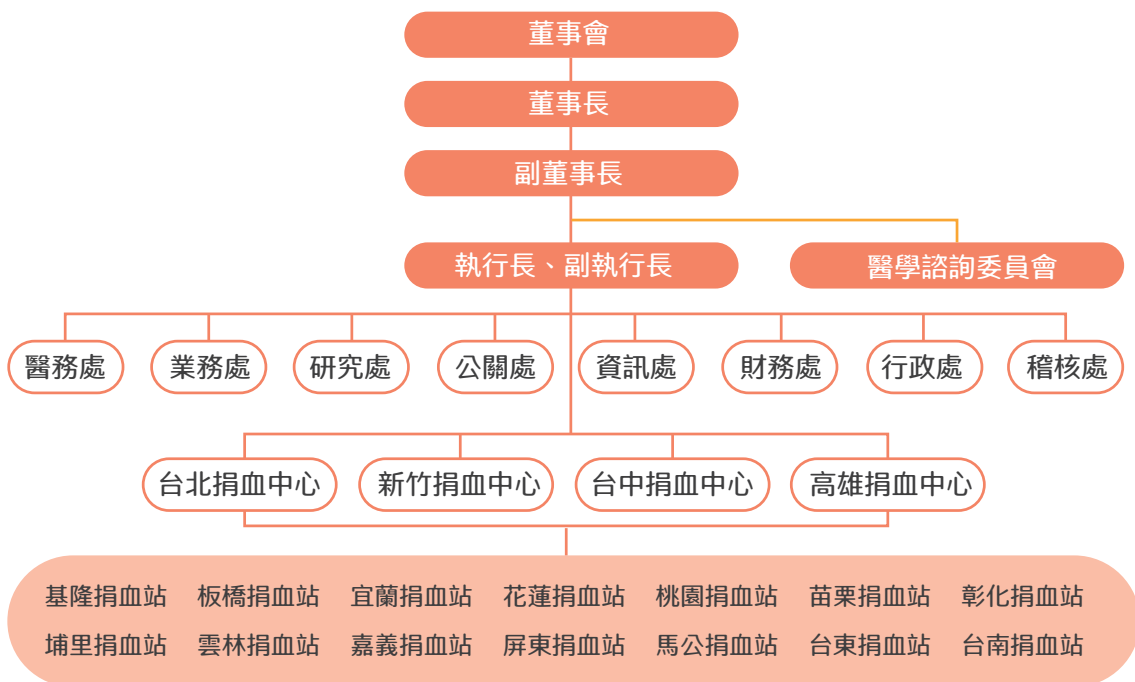 董事會
董事長
副董事長
執行長、副執行長 醫學諮詢委員會
醫務處 業務處 研究處 公關處 資訊處 財務處 行政處 稽核處
台北捐血中心 新竹捐血中心 台中捐血中心 高雄捐血中心
基隆捐血站 板橋捐血站 宜蘭捐血站 花蓮捐血站 桃園捐血站 苗栗捐血站 彰化捐血站
埔里捐血站 雲林捐血站 嘉義捐血站 屏東捐血站 馬公捐血站 台東捐血站 台南捐血站